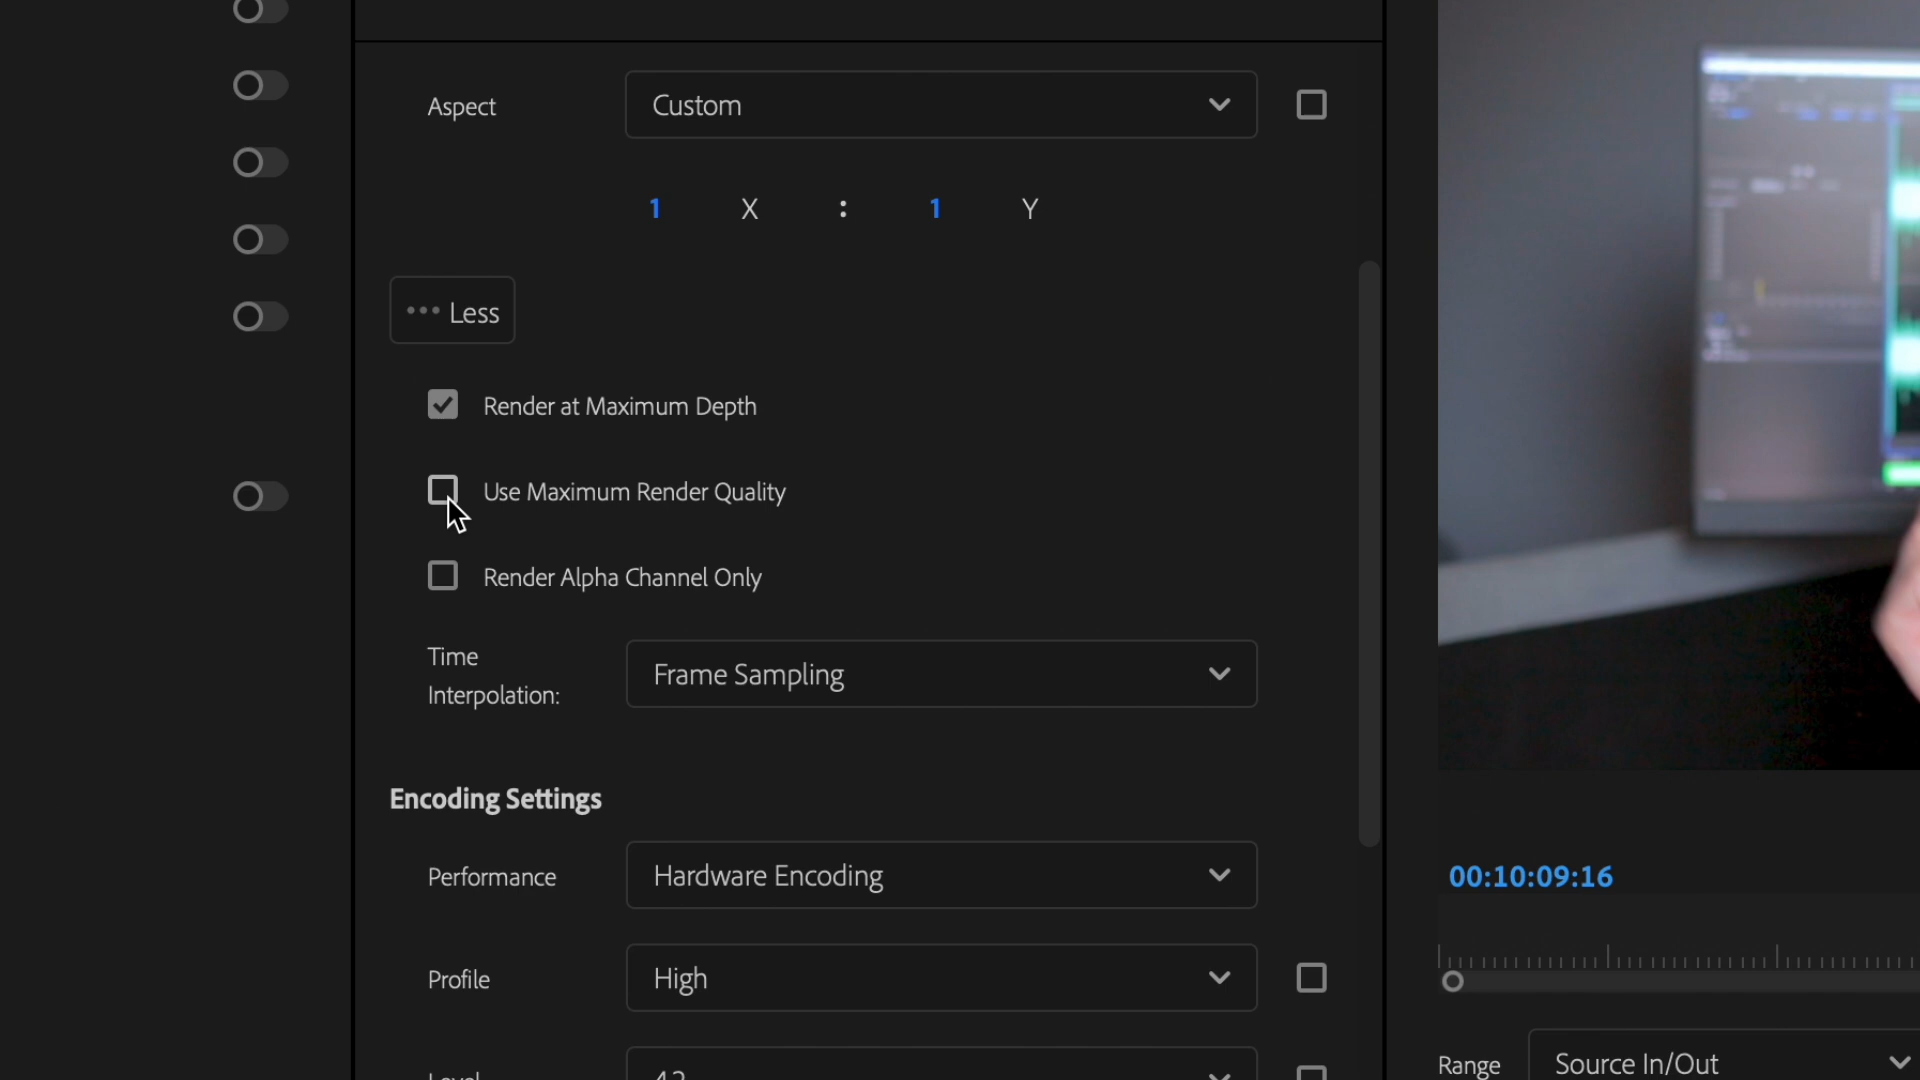 Aspect
Custom
1 X : 1 Y
Less
Render at Maximum Depth
Use Maximum Render Quality
Render Alpha Channel Only
Time
Interpolation:
Frame Sampling
Encoding Settings
Performance
Hardware Encoding
Profile
High
00:10:09:16
Range
Source In/Out